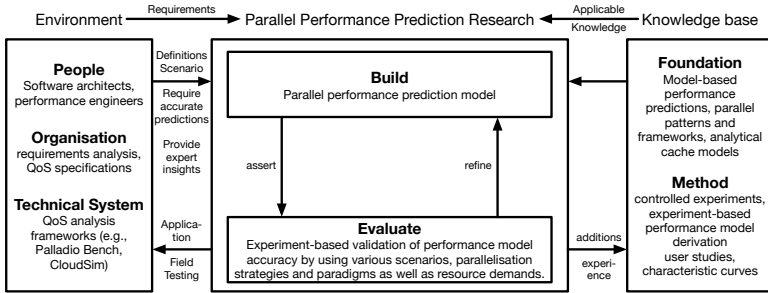 Environment
Requirements
Parallel Performance Prediction Research
Applicable
Knowledge
Knowledge base
People
Software architects,
performance engineers
Organisation
requirements analysis,
QoS specifications
Technical System
QoS analysis
frameworks (e.g.,
Palladio Bench,
CloudSim)
Definitions
Scenario
Require
accurate
predictions
Provide
expert
insights
Applica-
tion
Field
Testing
Build
Parallel performance prediction model
assert
refine
Evaluate
Experiment-based validation of performance model
accuracy by using various scenarios, parallelisation
strategies and paradigms as well as resource demands.
additions
experi-
ence
Foundation
Model-based
performance
predictions, parallel
patterns and
frameworks, analytical
cache models
Method
controlled experiments,
experiment-based
performance model
derivation
user studies,
characteristic curves